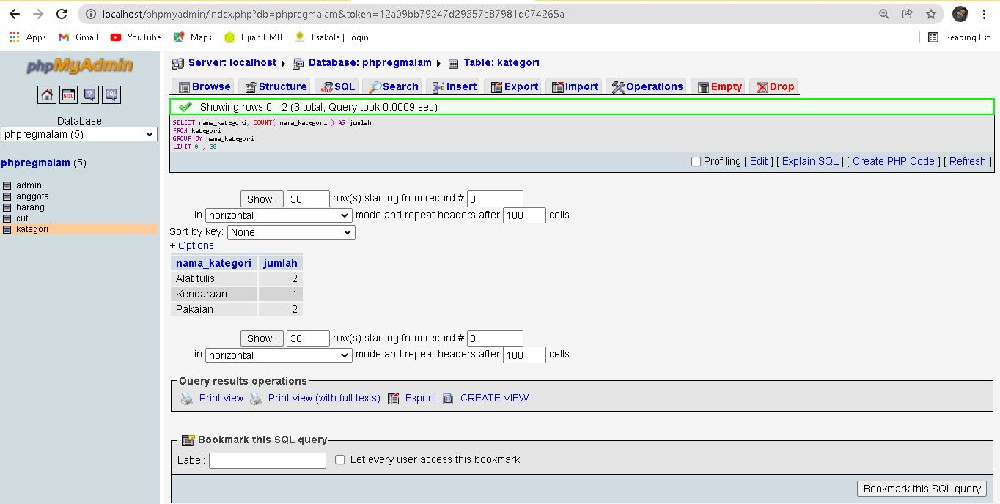 localhost/phpmyadmin/index.php?db=phpregmalam&token=12a09bb79247d29357a87981d074265a
Apps Gmail YouTube Maps Ujian UMB Esakola | Login Reading list
phpMyAdmin
Database
phpregmalam (5)
phpregmalam (5)
admin
anggota
barang
cuti
kategori
Server: localhost Database: phpregmalam Table: kategori
Browse Structure SQL Search Insert Export Import Operations Empty Drop
Showing rows 0 - 2 (3 total, Query took 0.0009 sec)
SELECT nama_kategori, COUNT( nama_kategori ) AS jumlah
FROM kategori
GROUP BY nama_kategori
LIMIT 0 , 30
Profiling [ Edit ] [ Explain SQL ] [ Create PHP Code ] [ Refresh ]
Show : 30 row(s) starting from record # 0
in horizontal mode and repeat headers after 100 cells
Sort by key: None
+ Options
nama_kategori jumlah
Alat tulis 2
Kendaraan 1
Pakaian 2
Show : 30 row(s) starting from record # 0
in horizontal mode and repeat headers after 100 cells
Query results operations
Print view Print view (with full texts) Export CREATE VIEW
Bookmark this SQL query
Label: Let every user access this bookmark
Bookmark this SQL query